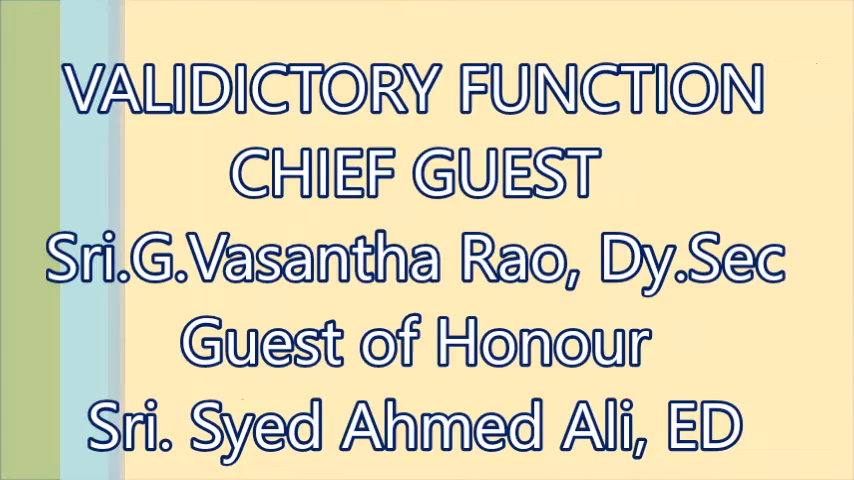 VALIDICTORY FUNCTION
CHIEF GUEST
Sri.G.Vasantha Rao, Dy.Sec
Guest of Honour
Sri. Syed Ahmed Ali, ED